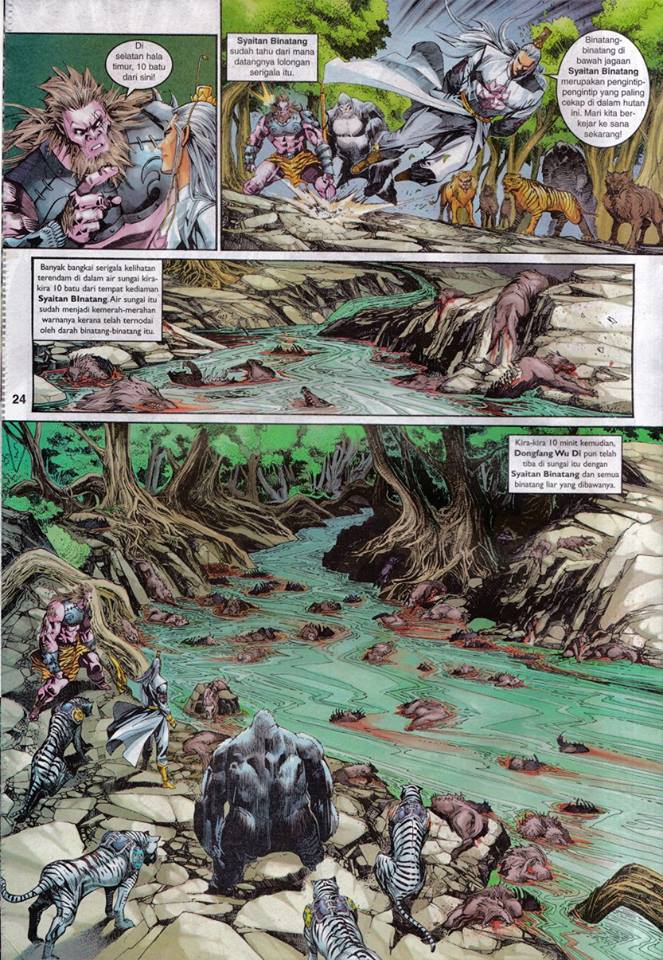 Di
selatan hala
timur, 10 batu
dari sini!
Syaitan Binatang
sudah tahu dari mana
datangnya lolongan
serigala itu.
Binatang-
binatang di
bawah jagaan
Syaitan Binatang
merupakan pengintip-
pengintip yang paling
cekap di dalam hutan
ini. Mari kita ber-
kejar ke sana
sekarang!
Banyak bangkai serigala kelihatan
terendam di dalam air sungai kira-
kira 10 batu dari tempat kediaman
Syaitan BInatang. Air sungai itu
sudah menjadi kemerah-merahan
warnanya kerana telah ternodai
oleh darah binatang-binatang itu.
24
Kira-kira 10 minit kemudian,
Dongfang Wu Di pun telah
tiba di sungai itu dengan
Syaitan Binatang dan semua
binatang liar yang dibawanya.